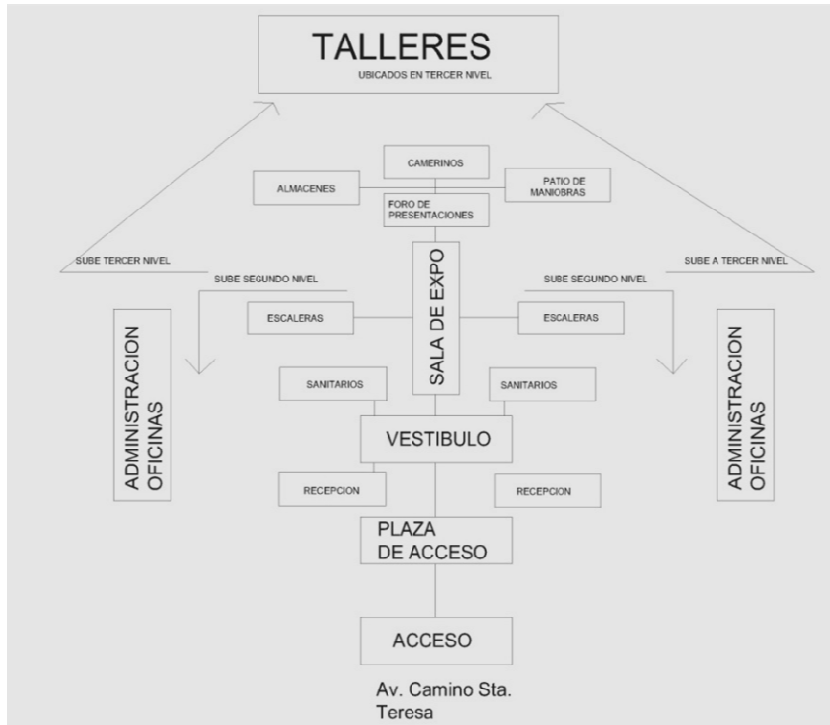 TALLERES
UBICADOS EN TERCER NIVEL
CAMERINOS
ALMACENES
PATIO DE
MANIOBRAS
FORO DE
PRESENTACIONES
SUBE TERCER NIVEL
SUBE A TERCER NIVEL
SUBE SEGUNDO NIVEL
SUBE SEGUNDO NIVEL
SALA DE EXPO
ESCALERAS
ESCALERAS
ADMINISTRACION
OFICINAS
ADMINISTRACION
OFICINAS
SANITARIOS
SANITARIOS
VESTIBULO
RECEPCION
RECEPCION
PLAZA
DE ACCESO
ACCESO
Av. Camino Sta.
Teresa